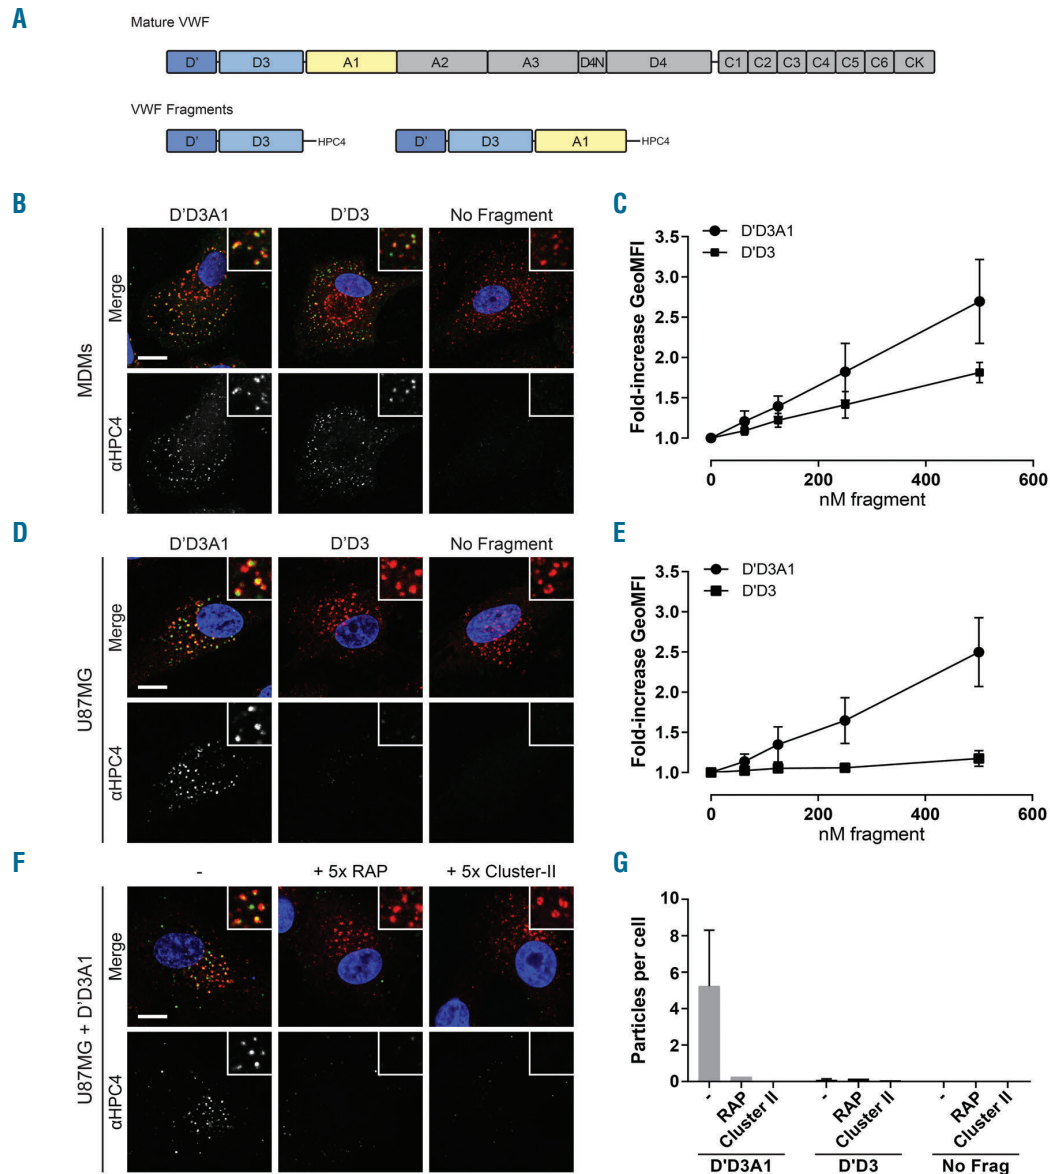 A
Mature VWF
D' D3 A1 A2 A3 D4N D4 C1 C2 C3 C4 C5 C6 CK
VWF Fragments
D' D3 HPC4 D' D3 A1 HPC4
B
D'D3A1 D'D3 No Fragment
MDMs
Merge
αHPC4
C
D'D3A1
D'D3
Fold-increase GeoMFI
3.5
3.0
2.5
2.0
1.5
1.0
0 200 400 600
nM fragment
D
D'D3A1 D'D3 No Fragment
U87MG
Merge
αHPC4
E
D'D3A1
D'D3
Fold-increase GeoMFI
3.5
3.0
2.5
2.0
1.5
1.0
0 200 400 600
nM fragment
F
- + 5x RAP + 5x Cluster-II
U87MG + D'D3A1
Merge
αHPC4
G
Particles per cell
10
8
6
4
2
0
- RAP Cluster II - RAP Cluster II - RAP Cluster II
D'D3A1 D'D3 No Frag